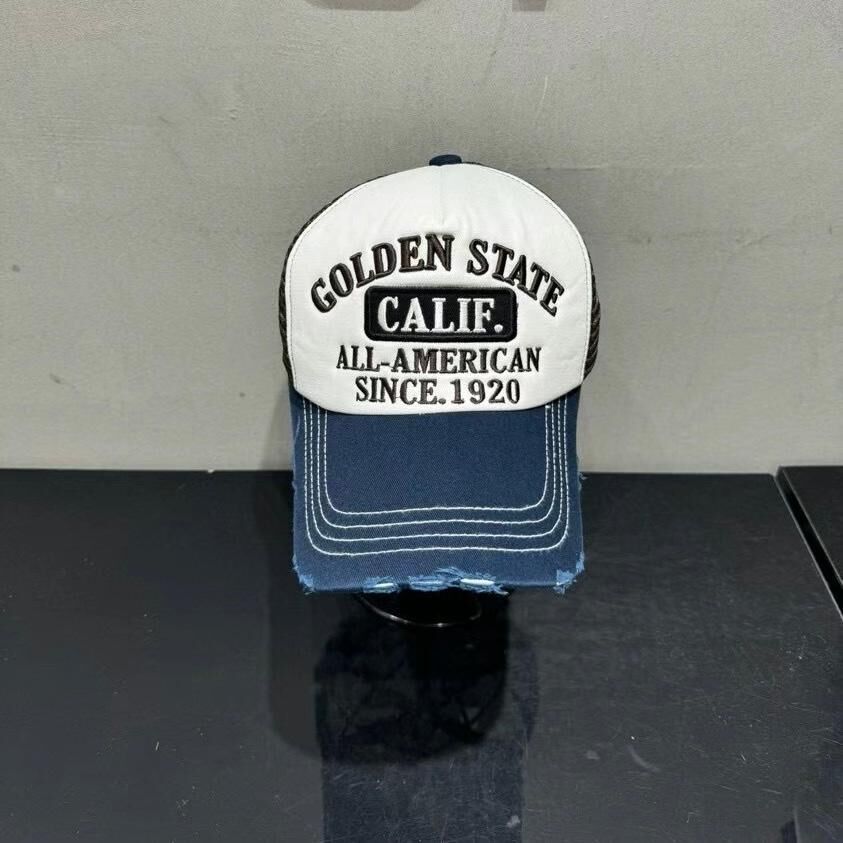 GOLDEN STATE
CALIF.
ALL-AMERICAN
SINCE.1920